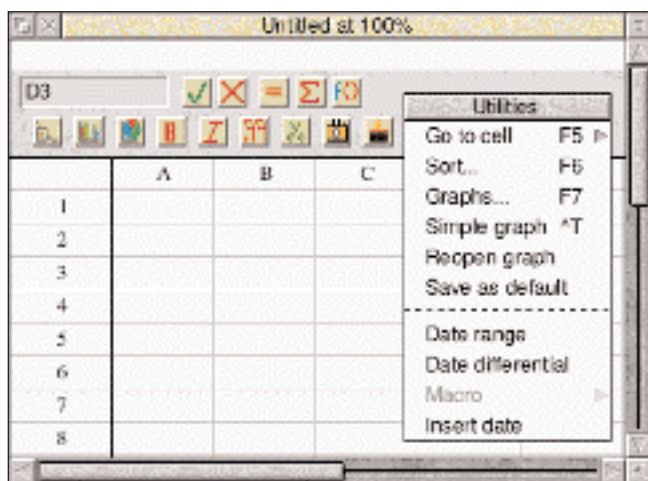 Untitled at 100%
D3
Utilities
Go to cell F5
Sort... F6
Graphs... F7
Simple graph ^T
Reopen graph
Save as default
Date range
Date differential
Macro
Insert date
A B C
1
2
3
4
5
6
7
8